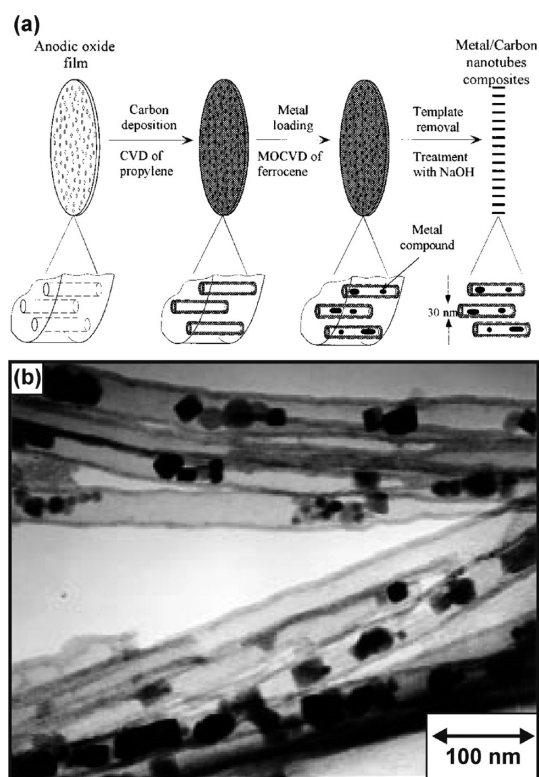 (a)
Anodic oxide
film
Carbon
deposition
CVD of
propylene
Metal
loading
MOCVD of
ferrocene
Template
removal
Treatment
with NaOH
Metal/Carbon
nanotubes
composites
Metal
compound
30 nm
(b)
100 nm